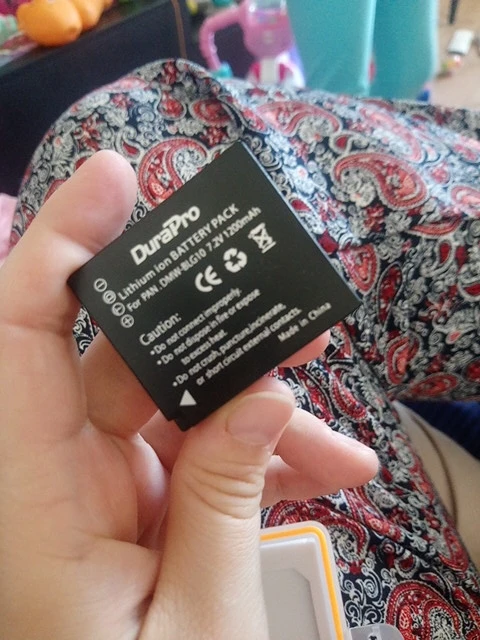 DuraPro
Lithium ion BATTERY PACK
For PAN. DMW-BLG10 7.2V 1200mAh
CE
Caution:
• Do not connect improperly.
• Do not dispose in fire or expose
to excess heat.
• Do not crush, puncture, incinerate,
or short circuit external contacts.
Made in China